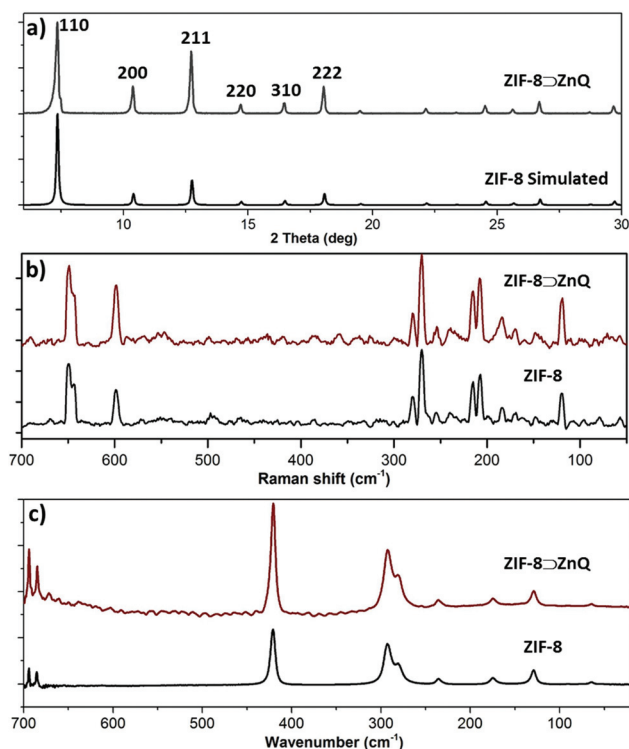 a)
110
200
211
220
310
222
ZIF-8⊃ZnQ
ZIF-8 Simulated
10 15 20 25 30
2 Theta (deg)
b)
ZIF-8⊃ZnQ
ZIF-8
700 600 500 400 300 200 100
Raman shift (cm⁻¹)
c)
ZIF-8⊃ZnQ
ZIF-8
700 600 500 400 300 200 100
Wavenumber (cm⁻¹)